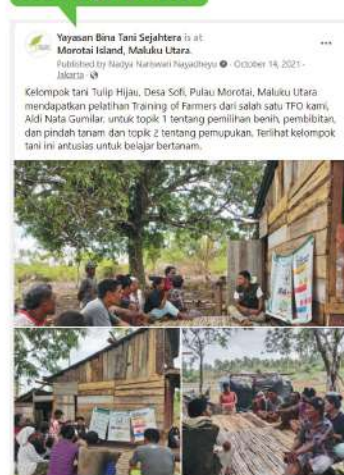 Yayasan Bina Tani Sejahtera is at
Morotai Island, Maluku Utara.
Published by Nadya Nariswari Nayadheyu · October 14, 2021 ·
Jakarta ·
Kelompok tani Tulip Hijau, Desa Sofi, Pulau Morotai, Maluku Utara
mendapatkan pelatihan Training of Farmers dari salah satu TFO kami,
Aldi Nata Gumilar, untuk topik 1 tentang pemilihan benih, pembibitan,
dan pindah tanam dan topik 2 tentang pemupukan. Terlihat kelompok
tani ini antusias untuk belajar bertanam.